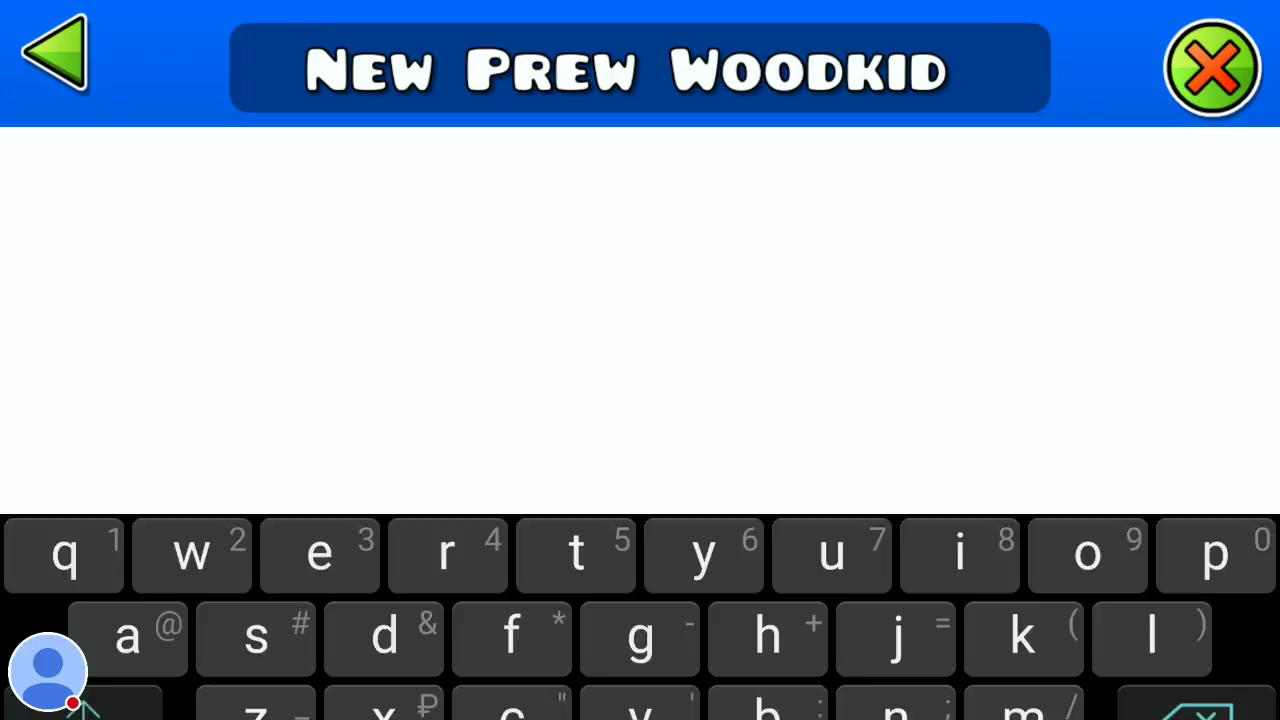 New Prew Woodkid
q 1 w 2 e 3 r 4 t 5 y 6 u 7 i 8 o 9 p 0
a @ s # d & f * g - h + j = k ( l )
z _ x ₽ c " v ' b : n ; m /